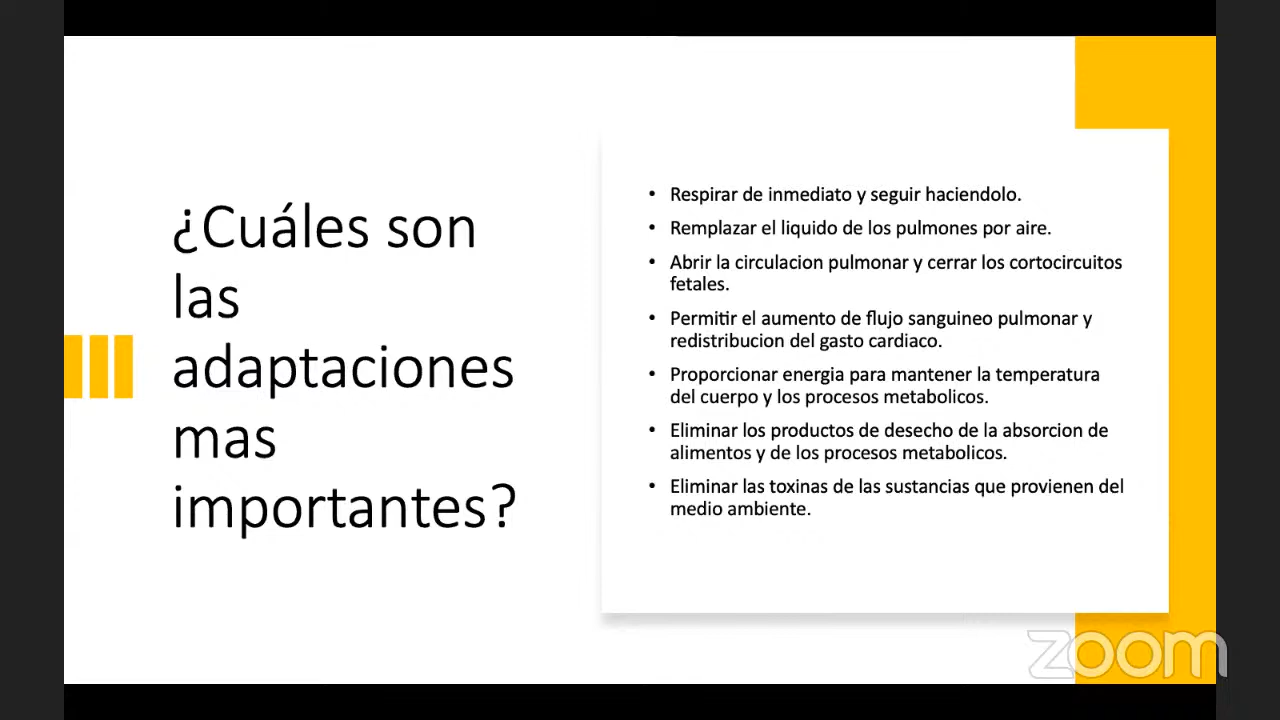 ¿Cuáles son
las
adaptaciones
mas
importantes?
• Respirar de inmediato y seguir haciendolo.
• Remplazar el liquido de los pulmones por aire.
• Abrir la circulacion pulmonar y cerrar los cortocircuitos
fetales.
• Permitir el aumento de flujo sanguineo pulmonar y
redistribucion del gasto cardiaco.
• Proporcionar energia para mantener la temperatura
del cuerpo y los procesos metabolicos.
• Eliminar los productos de desecho de la absorcion de
alimentos y de los procesos metabolicos.
• Eliminar las toxinas de las sustancias que provienen del
medio ambiente.
zoom